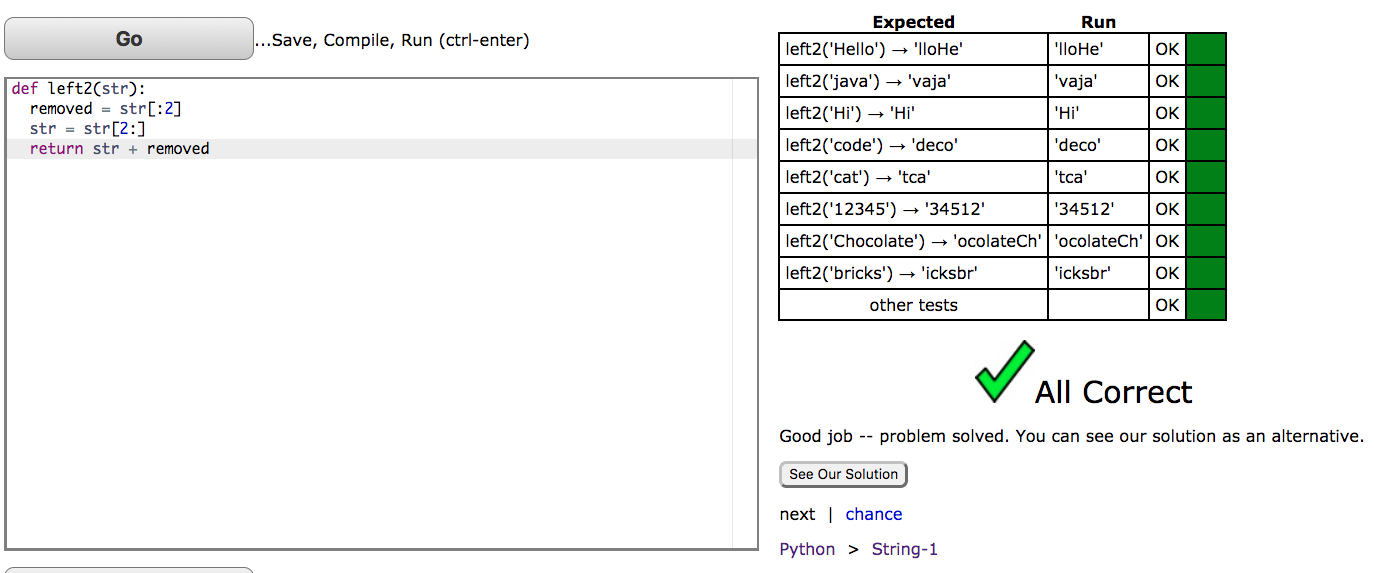 Go ...Save, Compile, Run (ctrl-enter)
def left2(str):
  removed = str[:2]
  str = str[2:]
  return str + removed
Expected Run
left2('Hello') → 'lloHe' 'lloHe' OK
left2('java') → 'vaja' 'vaja' OK
left2('Hi') → 'Hi' 'Hi' OK
left2('code') → 'deco' 'deco' OK
left2('cat') → 'tca' 'tca' OK
left2('12345') → '34512' '34512' OK
left2('Chocolate') → 'ocolateCh' 'ocolateCh' OK
left2('bricks') → 'icksbr' 'icksbr' OK
other tests OK
All Correct
Good job -- problem solved. You can see our solution as an alternative.
See Our Solution
next | chance
Python > String-1